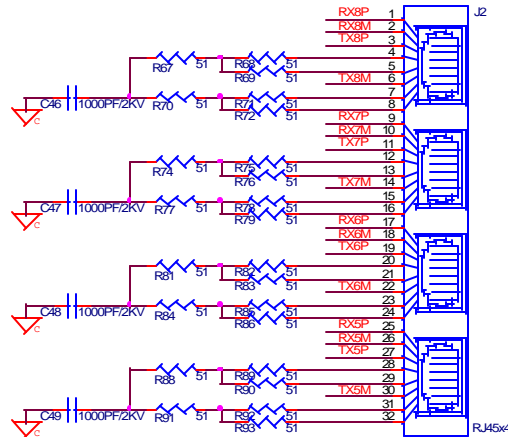 RX8P 1 J2
RX8M 2
TX8P 3
4
R67 51 R68 51
5
R69 51
TX8M 6
7
C46 1000PF/2KV R70 51 R71 51
8
R72 51
C
RX7P 9
RX7M 10
TX7P 11
12
R74 51 R75 51
13
R76 51
TX7M 14
15
C47 1000PF/2KV R77 51 R78 51
16
R79 51
C
RX6P 17
RX6M 18
TX6P 19
20
R81 51 R82 51
21
R83 51
TX6M 22
23
C48 1000PF/2KV R84 51 R85 51
24
R86 51
C
RX5P 25
RX5M 26
TX5P 27
28
R88 51 R89 51
29
R90 51
TX5M 30
31
C49 1000PF/2KV R91 51 R92 51
32
R93 51
C
RJ45x4